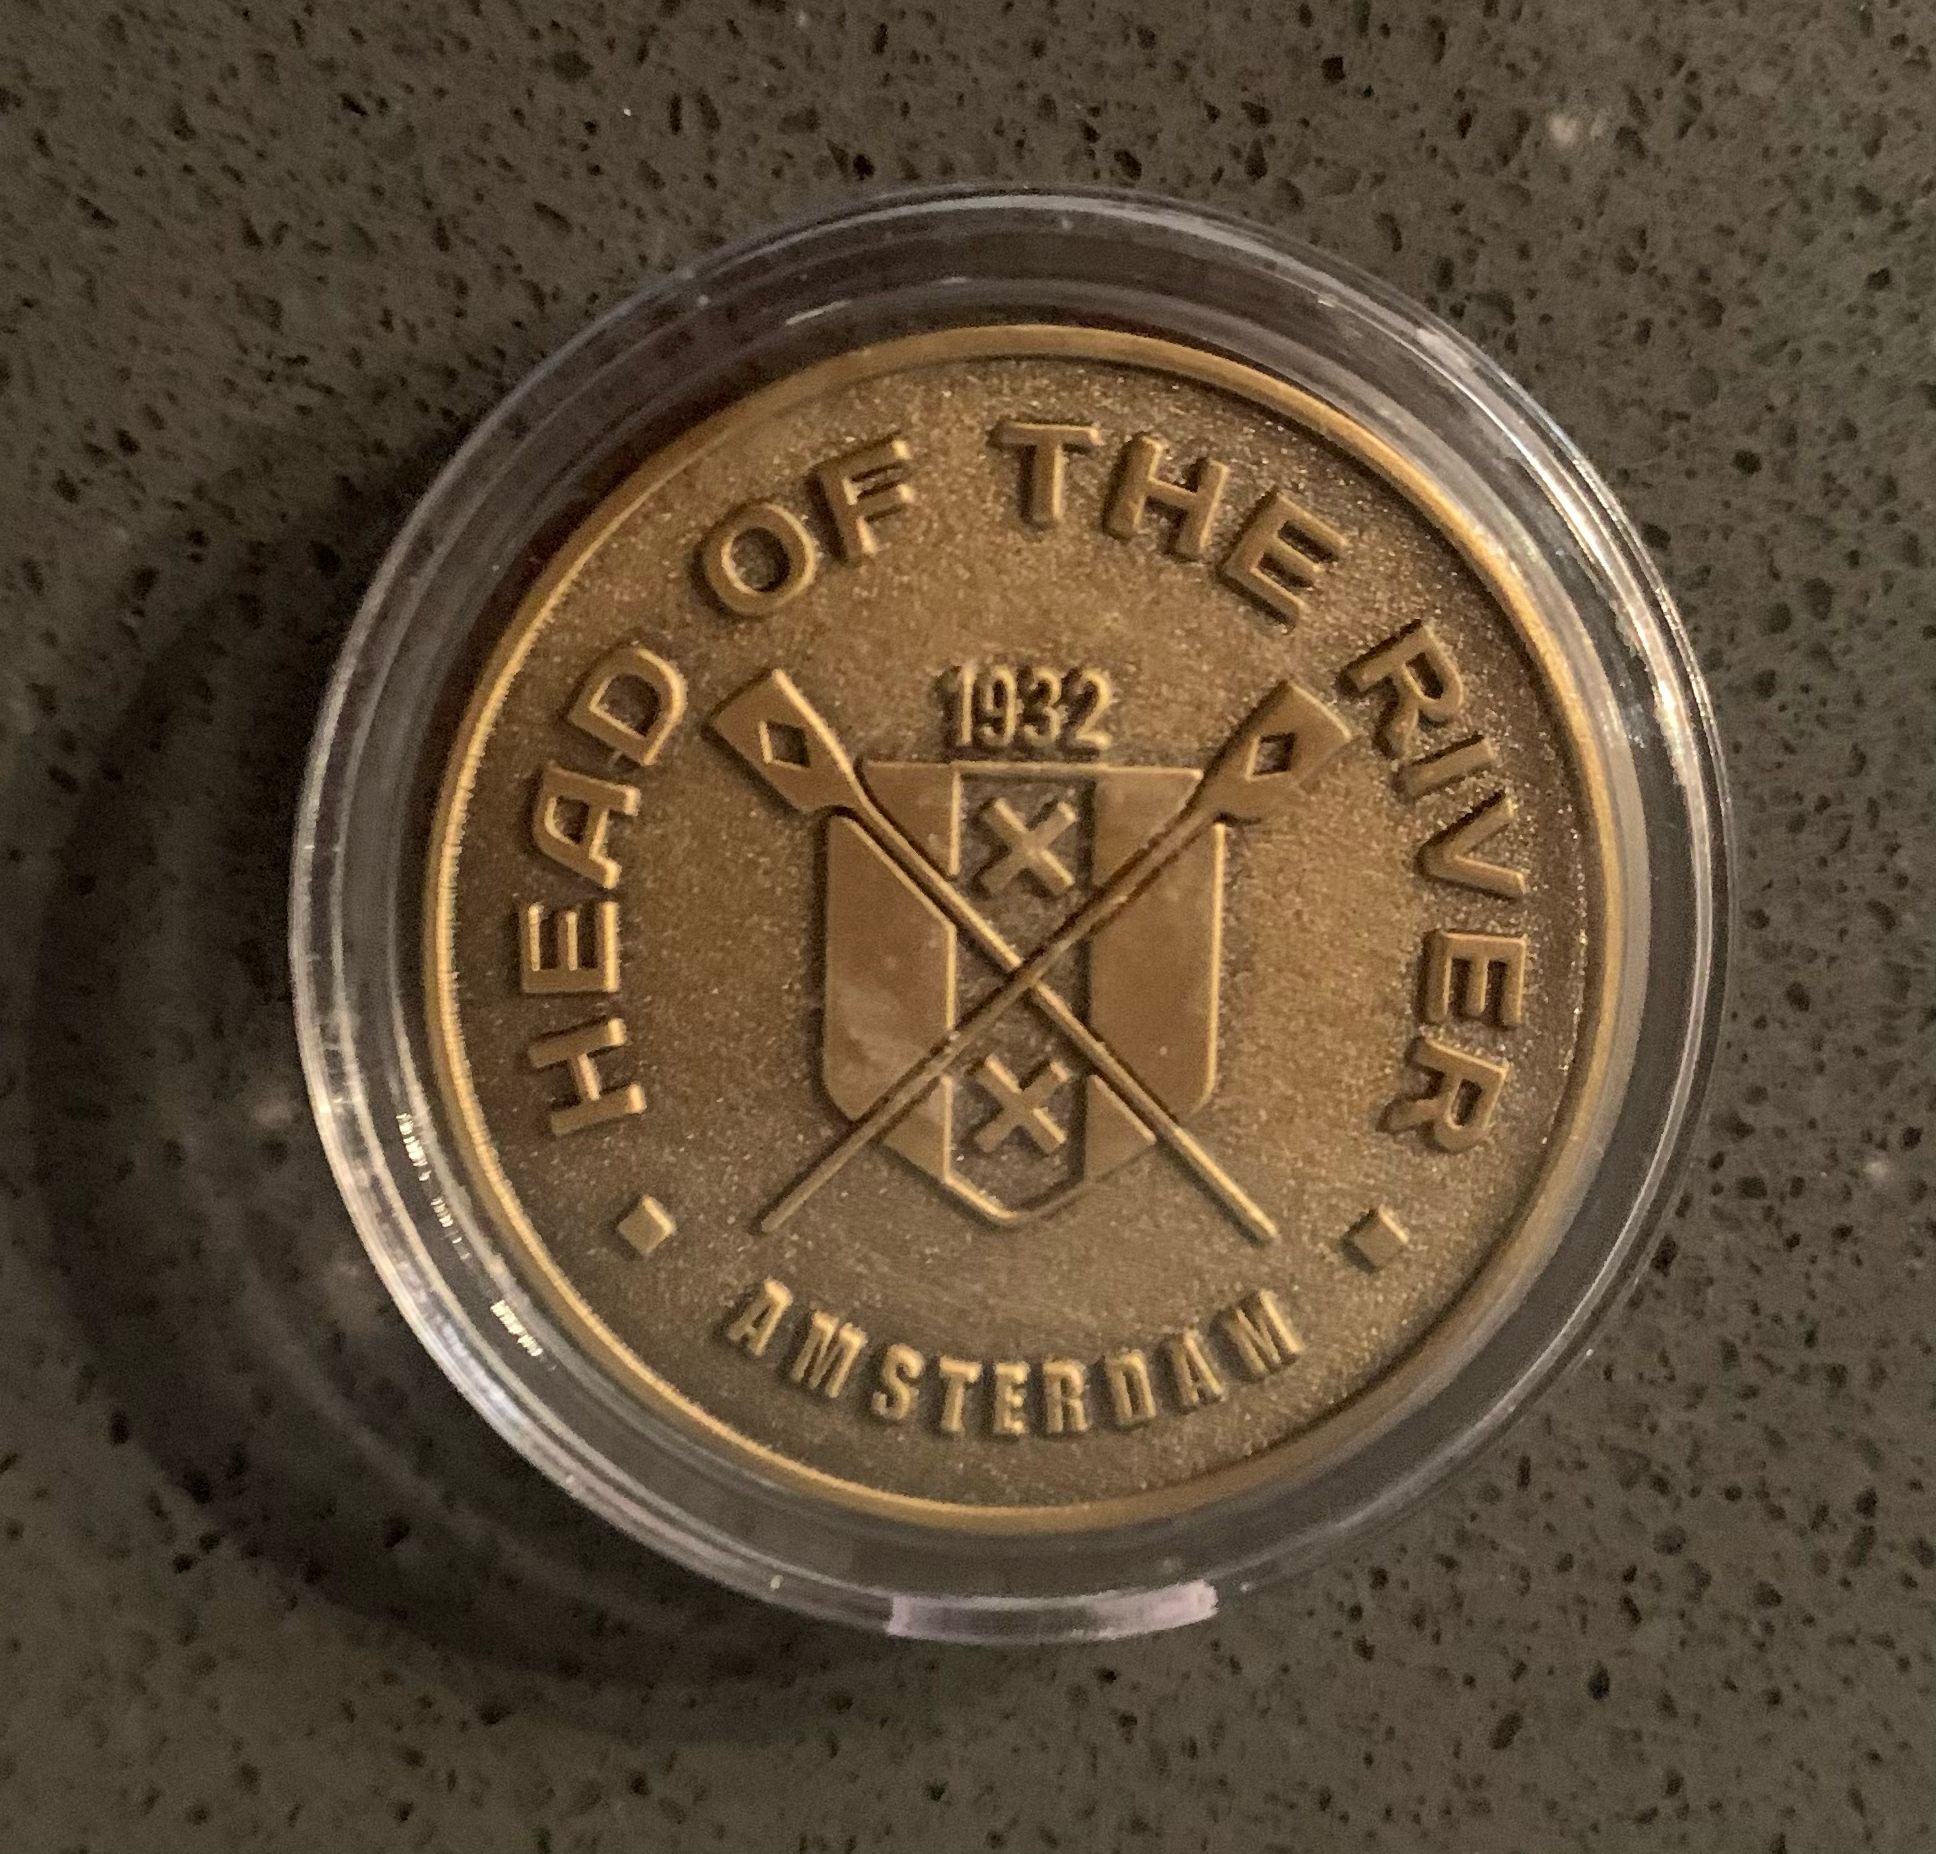 HEAD OF THE RIVER
1932
AMSTERDAM